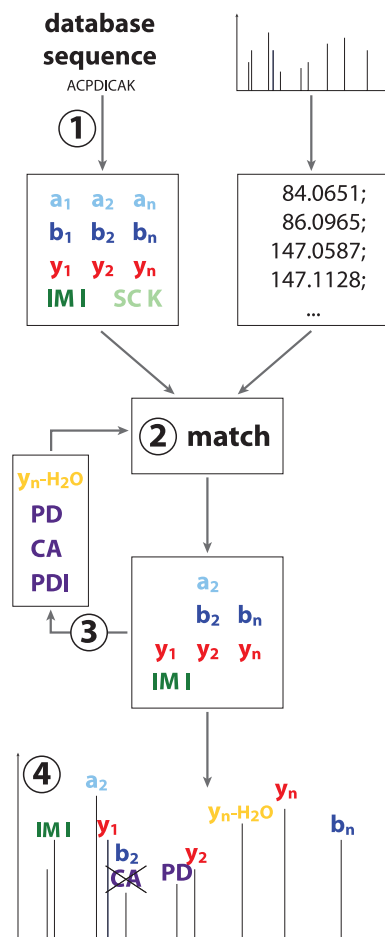 database
sequence
ACPDICAK
1
a1 a2 an
b1 b2 bn
y1 y2 yn
IM I SC K
84.0651;
86.0965;
147.0587;
147.1128;
...
2 match
yn-H2O
PD
CA
PDI
3
a2
b2 bn
y1 y2 yn
IM I
4
a2
yn
yn-H2O
IM I
y1
bn
b2
y2
CA
PD